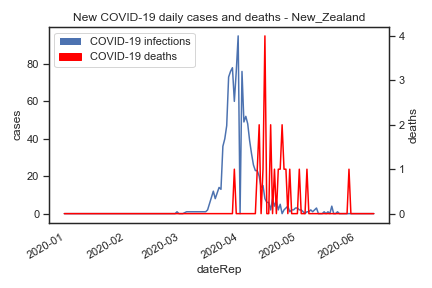 New COVID-19 daily cases and deaths - New_Zealand
COVID-19 infections
COVID-19 deaths
80
60
40
20
0
cases
4
3
2
1
0
deaths
2020-01
2020-02
2020-03
2020-04
2020-05
2020-06
dateRep